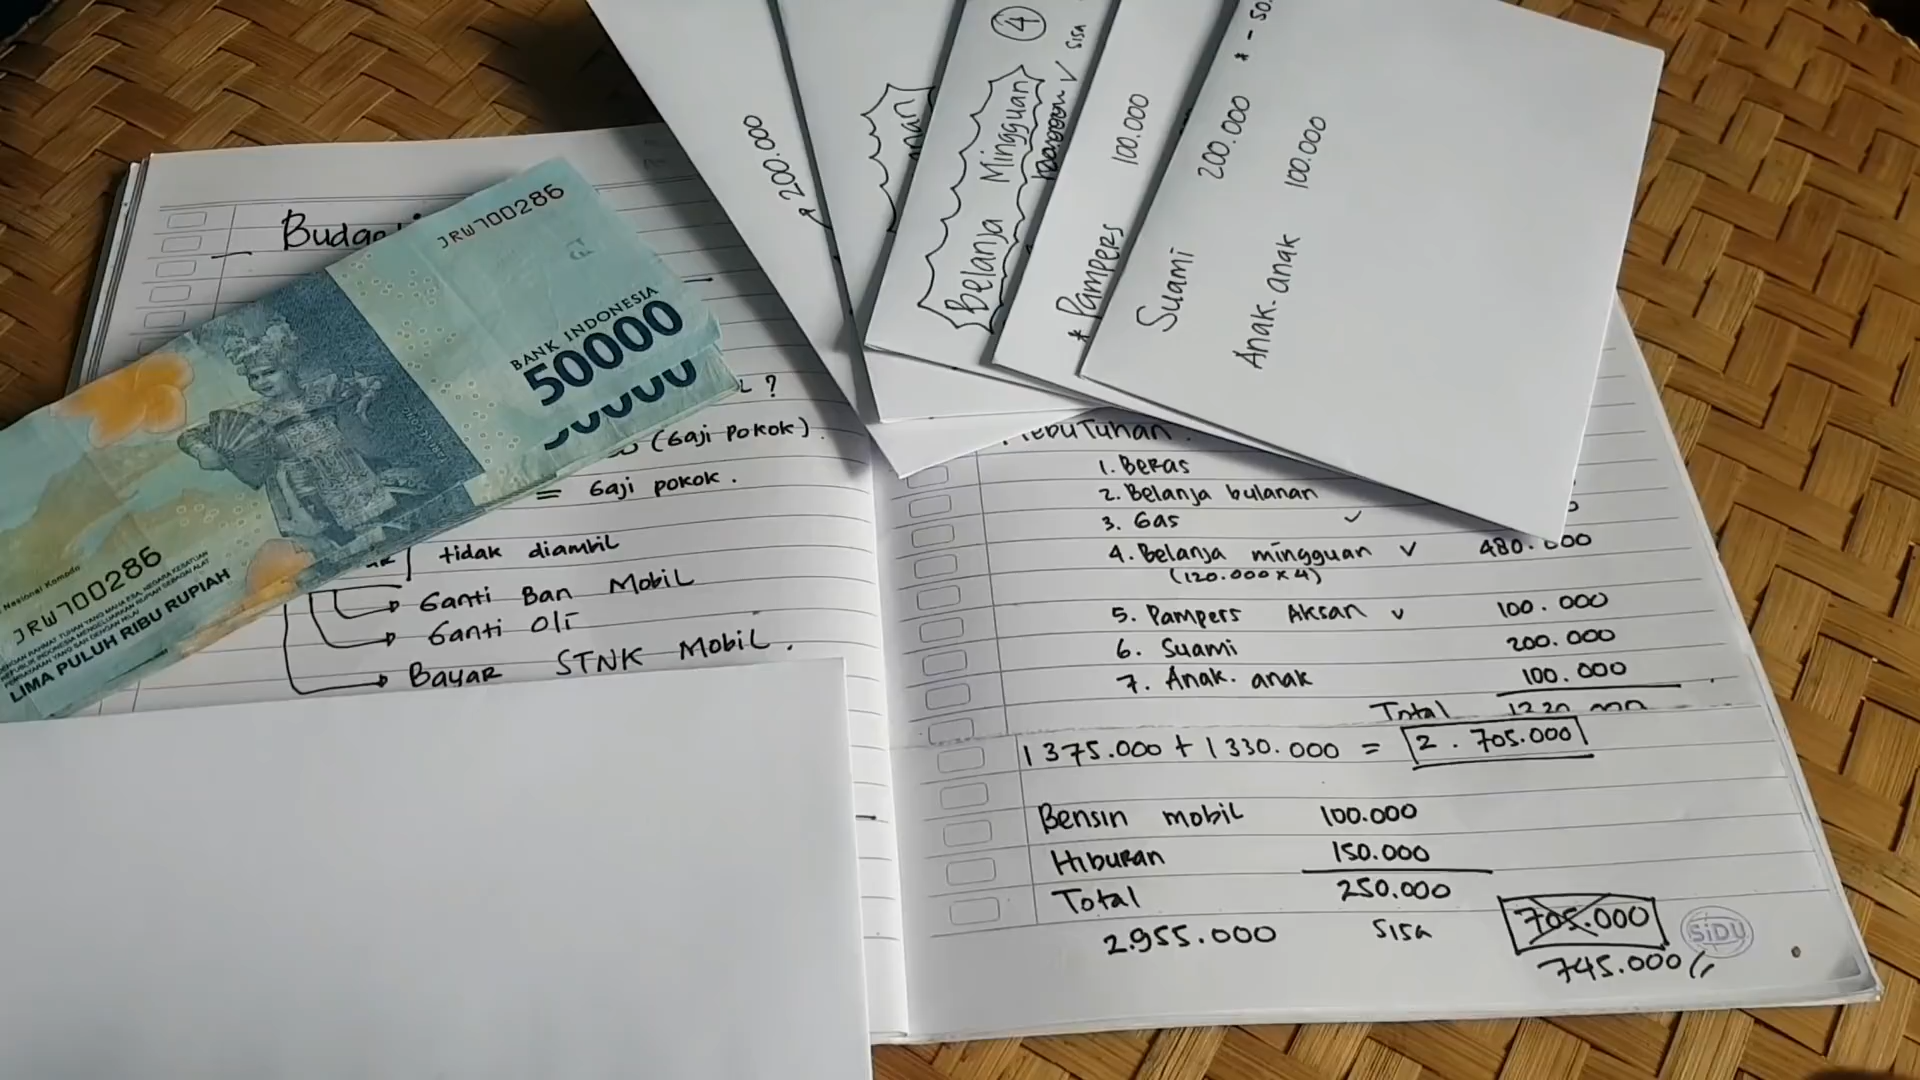 Budge
JRW700286
BANK INDONESIA
50000
50000
JRW700286
LIMA PULUH RIBU RUPIAH
L ?
(Gaji Pokok).
= Gaji pokok.
tidak diambil
Ganti Ban Mobil
Ganti Oli
Bayar STNK Mobil.
200.000
④
Belanja Mingguan
✓ sisa
* Pampers 100.000
Suami 200.000 * - 50.
Anak. anak 100.000
Kebutuhan.
1. Beras
2. Belanja bulanan
3. Gas ✓
4. Belanja mingguan ✓ 480.000
(120.000 x 4)
5. Pampers Aksan ✓ 100.000
6. Suami 200.000
7. Anak. anak 100.000
Total
1375.000 + 1330.000 = 2.705.000
Bensin mobil 100.000
Hiburan 150.000
Total 250.000
2.955.000 Sisa 705.000
745.000
SiDU